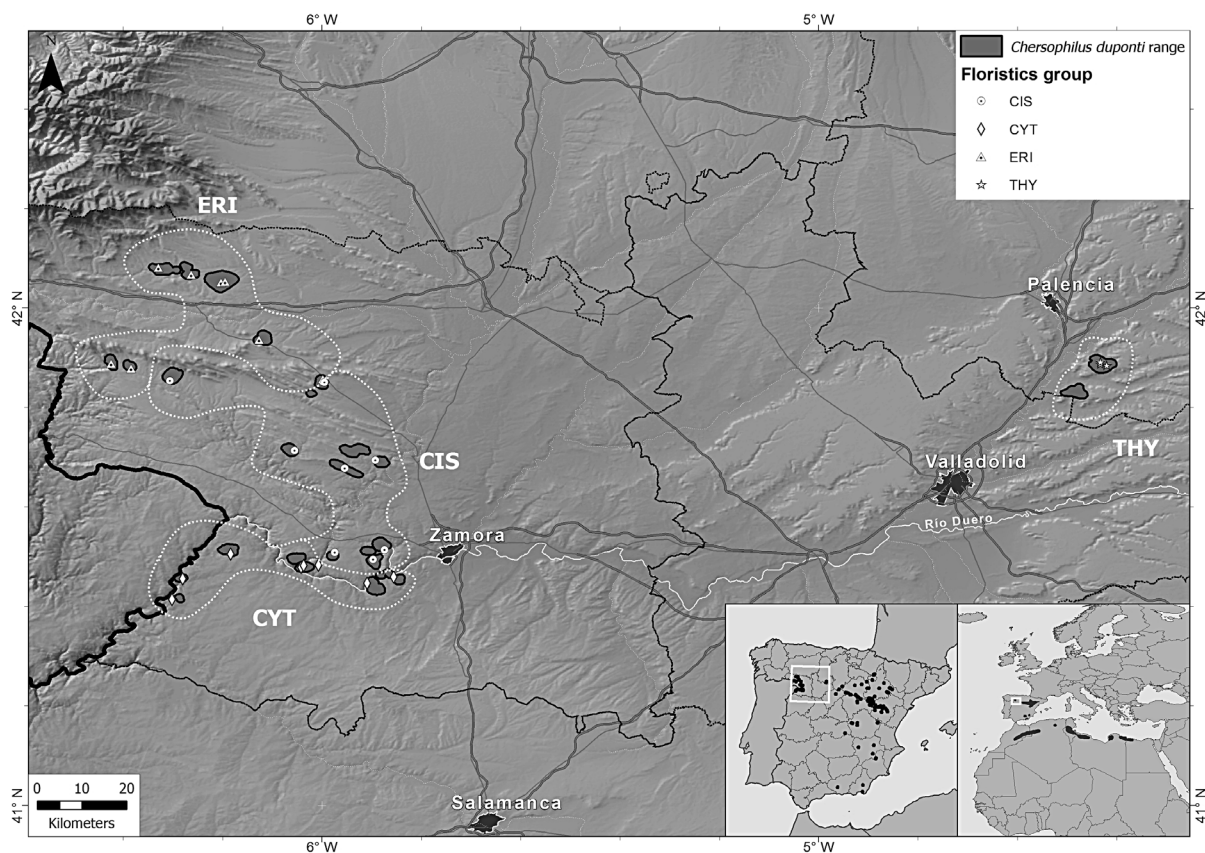 6° W
5° W
N
Chersophilus duponti range
Floristics group
CIS
CYT
ERI
THY
ERI
Palencia
42° N
42° N
CIS
THY
Valladolid
Río Duero
Zamora
CYT
0 10 20
Kilometers
Salamanca
41° N
41° N
6° W
5° W